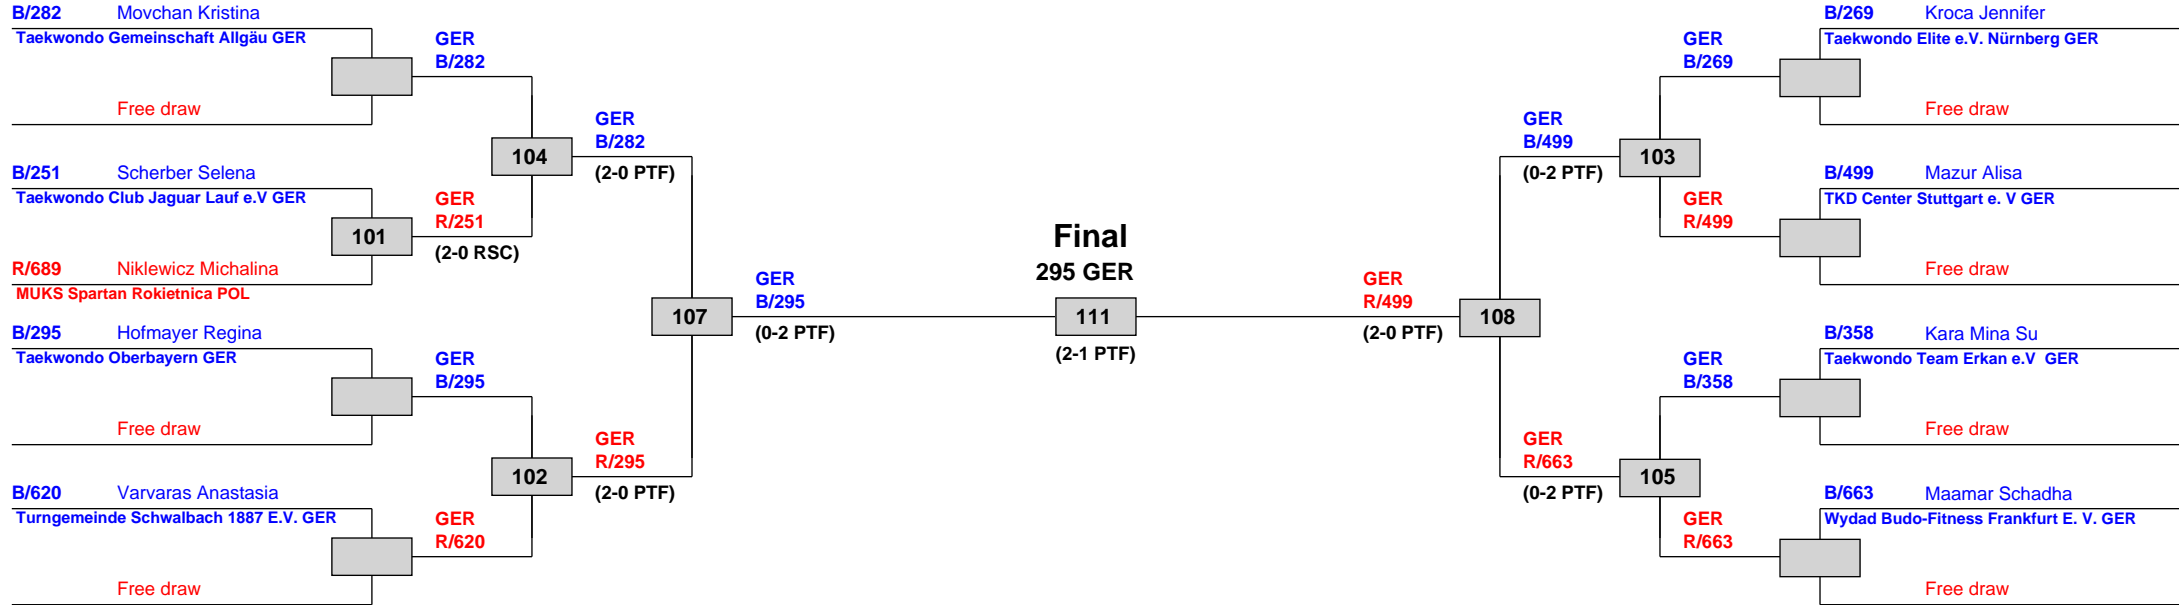 B/282 Movchan Kristina
Taekwondo Gemeinschaft Allgäu GER
Free draw
GER
B/282
B/251 Scherber Selena
Taekwondo Club Jaguar Lauf e.V GER
101
R/689 Niklewicz Michalina
MUKS Spartan Rokietnica POL
GER
R/251
(2-0 RSC)
104
GER
B/282
(2-0 PTF)
B/295 Hofmayer Regina
Taekwondo Oberbayern GER
Free draw
GER
B/295
B/620 Varvaras Anastasia
Turngemeinde Schwalbach 1887 E.V. GER
Free draw
GER
R/620
102
GER
R/295
(2-0 PTF)
107
GER
B/295
(0-2 PTF)
Final
295 GER
111
(2-1 PTF)
GER
R/499
(2-0 PTF)
108
GER
B/499
(0-2 PTF)
103
GER
B/269
B/269 Kroca Jennifer
Taekwondo Elite e.V. Nürnberg GER
Free draw
GER
R/499
B/499 Mazur Alisa
TKD Center Stuttgart e. V GER
Free draw
GER
R/663
(0-2 PTF)
105
GER
B/358
B/358 Kara Mina Su
Taekwondo Team Erkan e.V  GER
Free draw
GER
R/663
B/663 Maamar Schadha
Wydad Budo-Fitness Frankfurt E. V. GER
Free draw